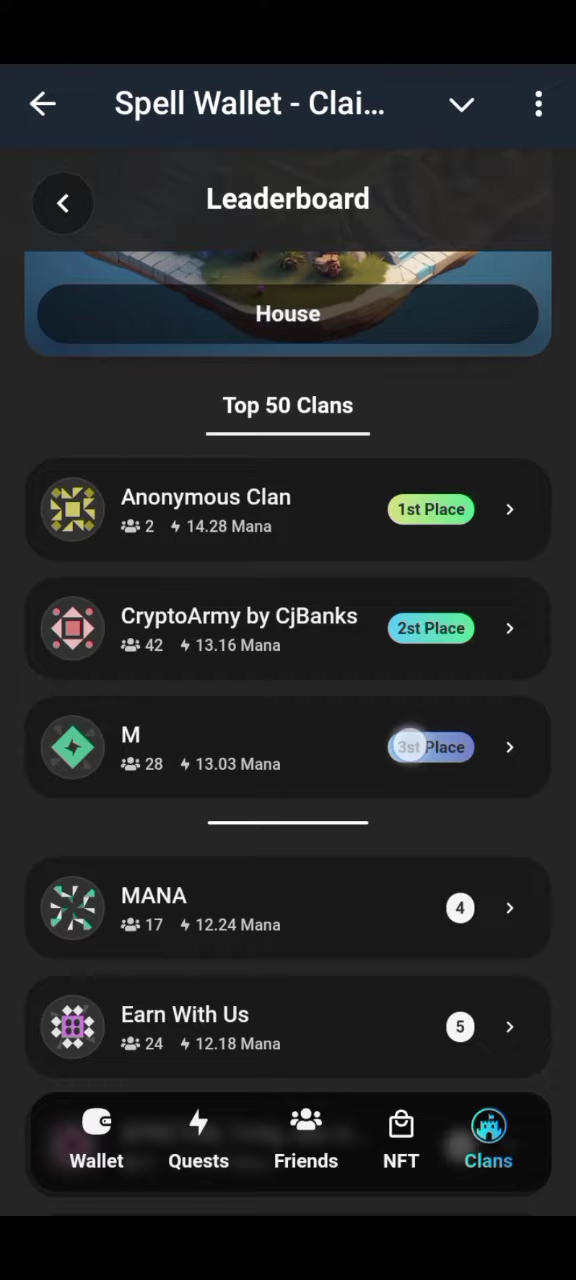 Spell Wallet - Clai...
Leaderboard
House
Top 50 Clans
Anonymous Clan
2 14.28 Mana
1st Place
CryptoArmy by CjBanks
42 13.16 Mana
2st Place
M
28 13.03 Mana
3st Place
MANA
17 12.24 Mana
4
Earn With Us
24 12.18 Mana
5
Wallet
Quests
Friends
NFT
Clans